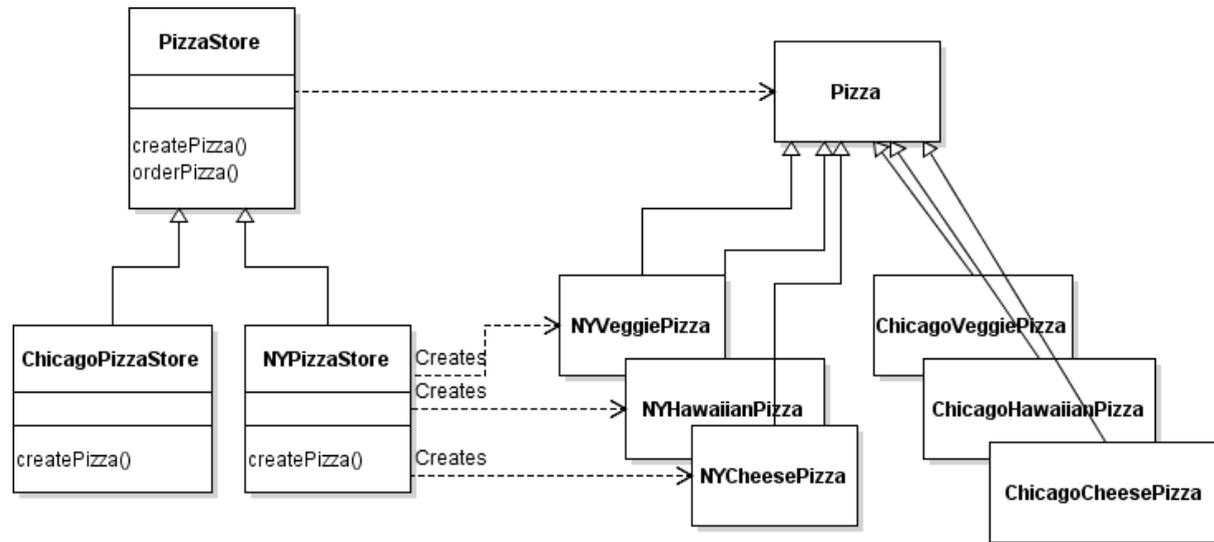 PizzaStore
createPizza()
orderPizza()
Pizza
ChicagoPizzaStore
createPizza()
NYPizzaStore
createPizza()
Creates
Creates
Creates
NYVeggiePizza
NYHawaiianPizza
NYCheesePizza
ChicagoVeggiePizza
ChicagoHawaiianPizza
ChicagoCheesePizza